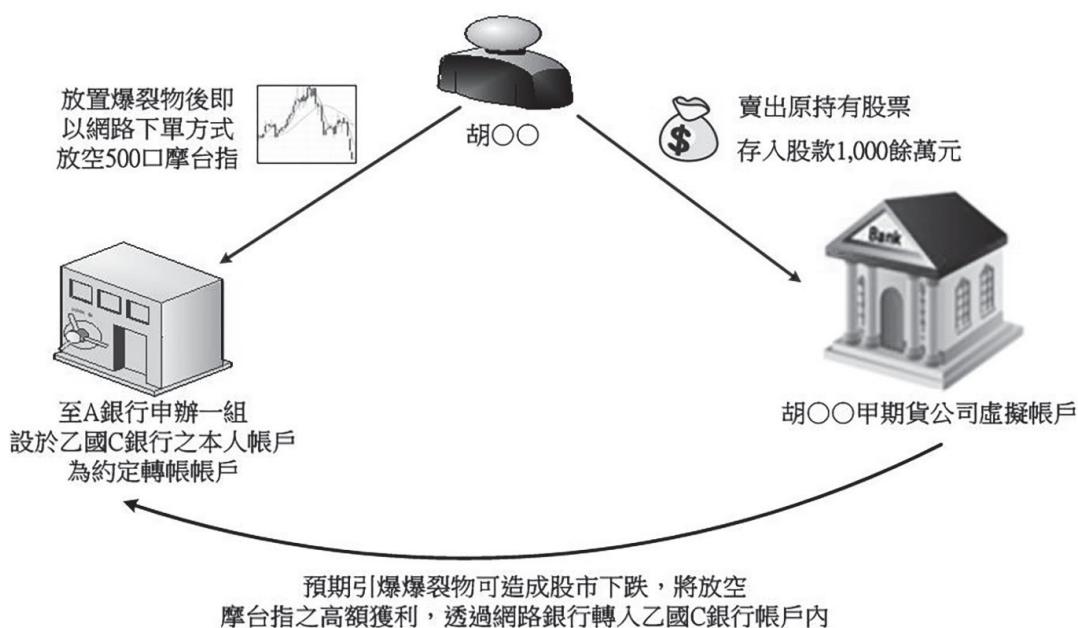 放置爆裂物後即
以網路下單方式
放空500口摩台指
胡○○
$
賣出原持有股票
存入股款1,000餘萬元
Bank
至A銀行申辦一組
設於乙國C銀行之本人帳戶
為約定轉帳帳戶
胡○○甲期貨公司虛擬帳戶
預期引爆爆裂物可造成股市下跌，將放空
摩台指之高額獲利，透過網路銀行轉入乙國C銀行帳戶內